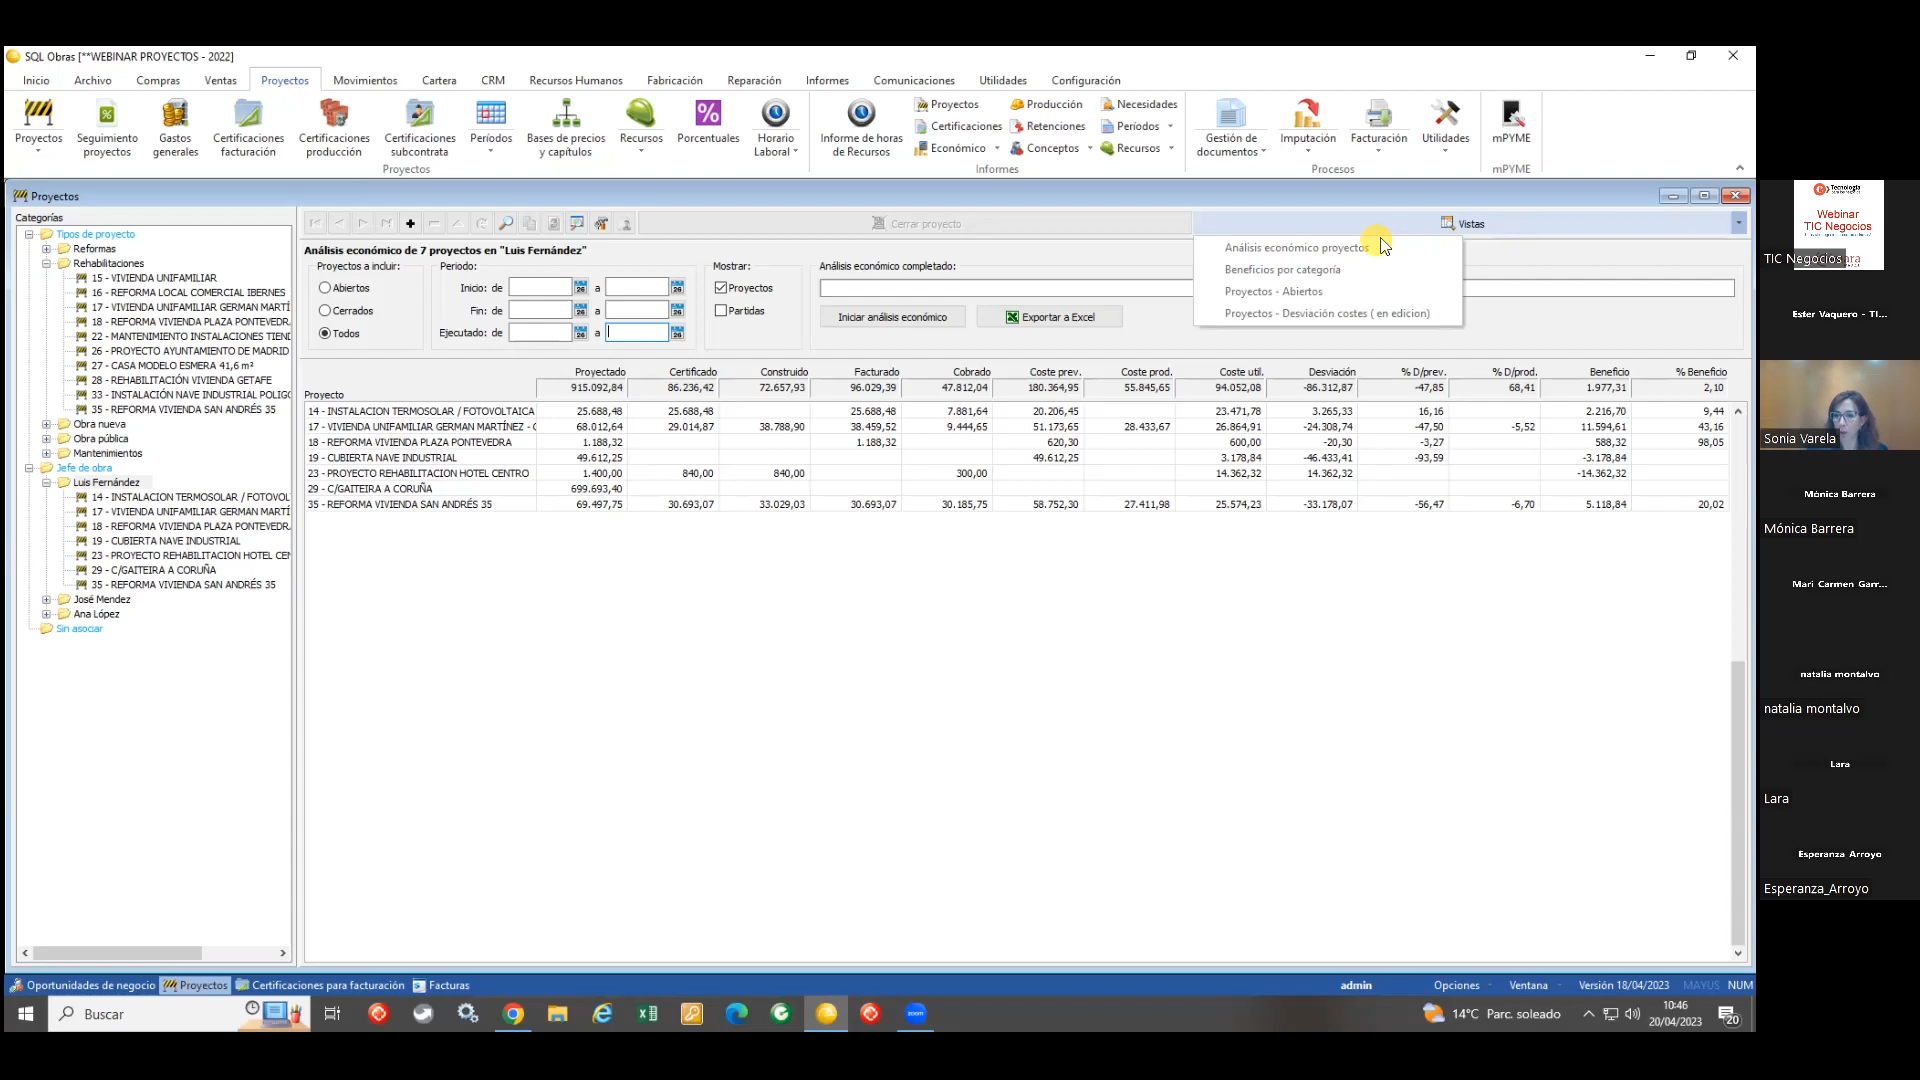 SQL Obras [**WEBINAR PROYECTOS - 2022]
Inicio Archivo Compras Ventas Proyectos Movimientos Cartera CRM Recursos Humanos Fabricación Reparación Informes Comunicaciones Utilidades Configuración
Proyectos
Seguimiento proyectos
Gastos generales
Certificaciones facturación
Certificaciones producción
Certificaciones subcontrata
Períodos
Bases de precios y capítulos
Recursos
Porcentuales
Horario Laboral
Proyectos
Informe de horas de Recursos
Proyectos Producción Necesidades
Certificaciones Retenciones Períodos
Económico Conceptos Recursos
Informes
Gestión de documentos
Imputación
Facturación
Utilidades
Procesos
mPYME
mPYME
Proyectos
Categorías
Tipos de proyecto
Reformas
Rehabilitaciones
15 - VIVIENDA UNIFAMILIAR
16 - REFORMA LOCAL COMERCIAL IBERNES
17 - VIVIENDA UNIFAMILIAR GERMAN MARTÍ
18 - REFORMA VIVIENDA PLAZA PONTEVEDR
22 - MANTENIMIENTO INSTALACIONES TIEND
26 - PROYECTO AYUNTAMIENTO DE MADRID
27 - CASA MODELO ESMERA 41,6 m²
28 - REHABILITACIÓN VIVIENDA GETAFE
33 - INSTALACIÓN NAVE INDUSTRIAL POLIG
35 - REFORMA VIVIENDA SAN ANDRÉS 35
Obra nueva
Obra pública
Mantenimientos
Jefe de obra
Luis Fernández
14 - INSTALACION TERMOSOLAR / FOTOVOL
17 - VIVIENDA UNIFAMILIAR GERMAN MARTÍ
18 - REFORMA VIVIENDA PLAZA PONTEVEDR
19 - CUBIERTA NAVE INDUSTRIAL
23 - PROYECTO REHABILITACION HOTEL CEN
29 - C/GAITEIRA A CORUÑA
35 - REFORMA VIVIENDA SAN ANDRÉS 35
José Mendez
Ana López
Sin asociar
Cerrar proyecto
Vistas
Análisis económico proyectos
Beneficios por categoría
Proyectos - Abiertos
Proyectos - Desviación costes ( en edicion)
Análisis económico de 7 proyectos en "Luis Fernández"
Proyectos a incluir:
Abiertos
Cerrados
Todos
Periodo:
Inicio: de a
Fin: de a
Ejecutado: de a
Mostrar:
Proyectos
Partidas
Análisis económico completado:
Iniciar análisis económico
Exportar a Excel
Proyecto Proyectado Certificado Construido Facturado Cobrado Coste prev. Coste prod. Coste util. Desviación % D/prev. % D/prod. Beneficio % Beneficio
915.092,84 86.236,42 72.657,93 96.029,39 47.812,04 180.364,95 55.845,65 94.052,08 -86.312,87 -47,85 68,41 1.977,31 2,10
14 - INSTALACION TERMOSOLAR / FOTOVOLTAICA 25.688,48 25.688,48 25.688,48 7.881,64 20.206,45 23.471,78 3.265,33 16,16 2.216,70 9,44
17 - VIVIENDA UNIFAMILIAR GERMAN MARTÍNEZ - 68.012,64 29.014,87 38.788,90 38.459,52 9.444,65 51.173,65 28.433,67 26.864,91 -24.308,74 -47,50 -5,52 11.594,61 43,16
18 - REFORMA VIVIENDA PLAZA PONTEVEDRA 1.188,32 1.188,32 620,30 600,00 -20,30 -3,27 588,32 98,05
19 - CUBIERTA NAVE INDUSTRIAL 49.612,25 49.612,25 3.178,84 -46.433,41 -93,59 -3.178,84
23 - PROYECTO REHABILITACION HOTEL CENTRO 1.400,00 840,00 840,00 300,00 14.362,32 14.362,32 -14.362,32
29 - C/GAITEIRA A CORUÑA 699.693,40
35 - REFORMA VIVIENDA SAN ANDRÉS 35 69.497,75 30.693,07 33.029,03 30.693,07 30.185,75 58.752,30 27.411,98 25.574,23 -33.178,07 -56,47 -6,70 5.118,84 20,02
Oportunidades de negocio Proyectos Certificaciones para facturación Facturas
admin Opciones Ventana Versión 18/04/2023 MAYUS NUM
Buscar
14°C Parc. soleado
10:46
20/04/2023
20
Tecnología
Webinar
TIC Negocios
TIC Negocios
Ester Vaquero - TI...
Sonia Varela
Mónica Barrera
Mónica Barrera
Mari Carmen Garr...
natalia montalvo
natalia montalvo
Lara
Lara
Esperanza Arroyo
Esperanza_Arroyo